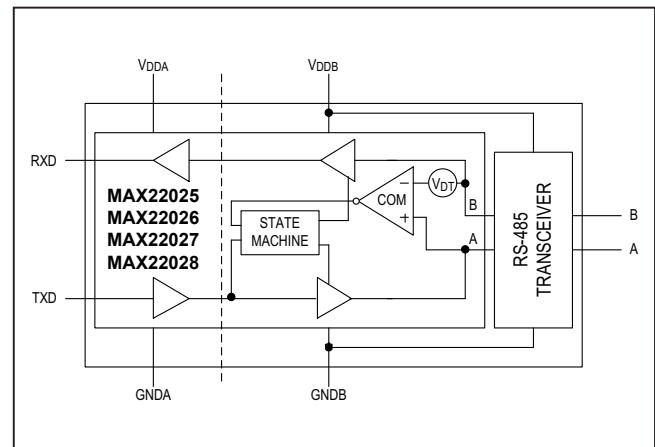 VDDA
VDDB
RXD
VDT
B
COM
−
+
MAX22025
MAX22026
MAX22027
MAX22028
STATE
MACHINE
A
RS-485
TRANSCEIVER
B
A
TXD
GNDA
GNDB